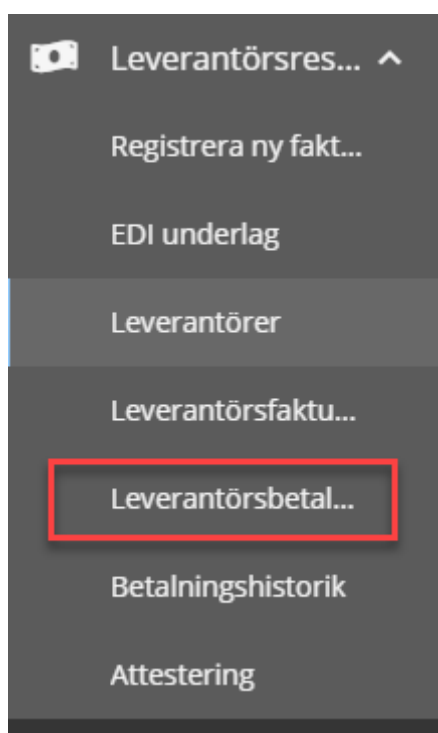 Leverantörsres...
Registrera ny fakt...
EDI underlag
Leverantörer
Leverantörsfaktu...
Leverantörsbetal...
Betalningshistorik
Attestering